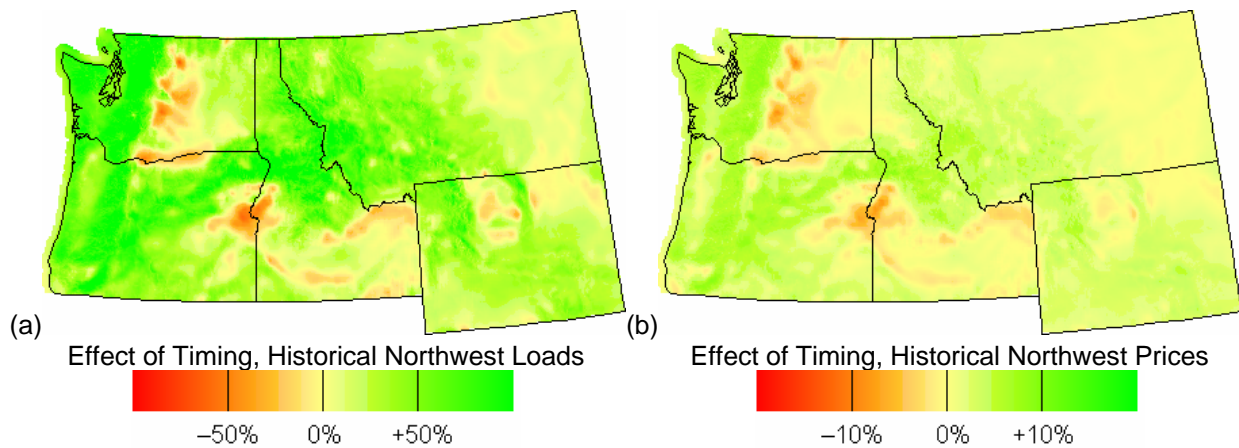 (a)
Effect of Timing, Historical Northwest Loads
–50% 0% +50%
(b)
Effect of Timing, Historical Northwest Prices
–10% 0% +10%